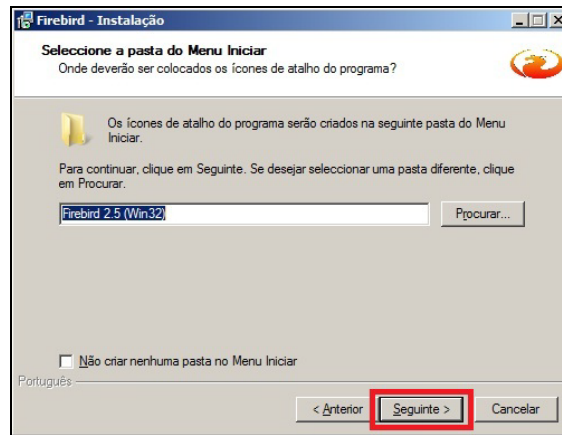 Firebird - Instalação
Seleccione a pasta do Menu Iniciar
Onde deverão ser colocados os ícones de atalho do programa?
Os ícones de atalho do programa serão criados na seguinte pasta do Menu
Iniciar.
Para continuar, clique em Seguinte. Se desejar seleccionar uma pasta diferente, clique
em Procurar.
Firebird 2.5 (Win32)
Procurar...
Não criar nenhuma pasta no Menu Iniciar
Português
< Anterior
Seguinte >
Cancelar